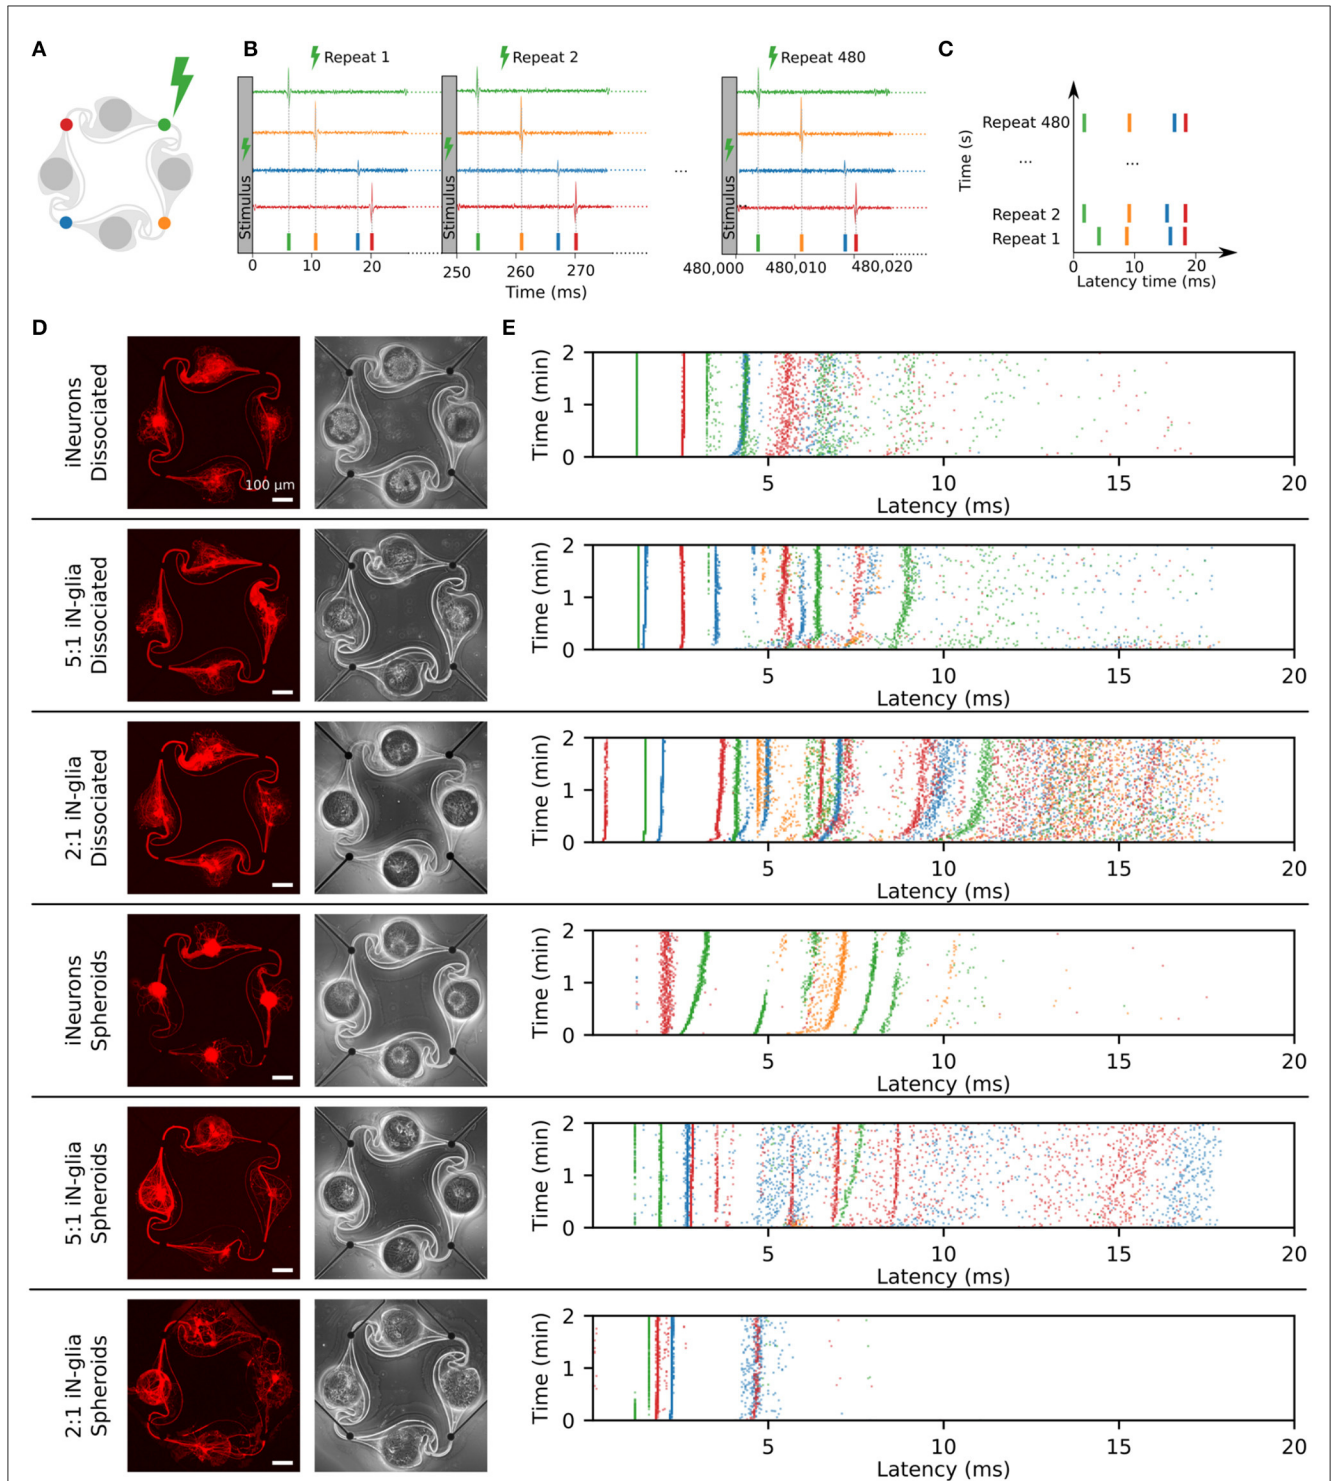 A
B
C
Repeat 1
Repeat 2
Repeat 480
Stimulus
Stimulus
Stimulus
...
0
10
20
250
260
270
480,000
480,010
480,020
Time (ms)
Time (s)
Repeat 480
...
...
Repeat 2
Repeat 1
0
10
20
Latency time (ms)
D
E
iNeurons
Dissociated
100 µm
Time (min)
2
1
0
5
10
15
20
Latency (ms)
5:1 iN-glia
Dissociated
Time (min)
2
1
0
5
10
15
20
Latency (ms)
2:1 iN-glia
Dissociated
Time (min)
2
1
0
5
10
15
20
Latency (ms)
iNeurons
Spheroids
Time (min)
2
1
0
5
10
15
20
Latency (ms)
5:1 iN-glia
Spheroids
Time (min)
2
1
0
5
10
15
20
Latency (ms)
2:1 iN-glia
Spheroids
Time (min)
2
1
0
5
10
15
20
Latency (ms)